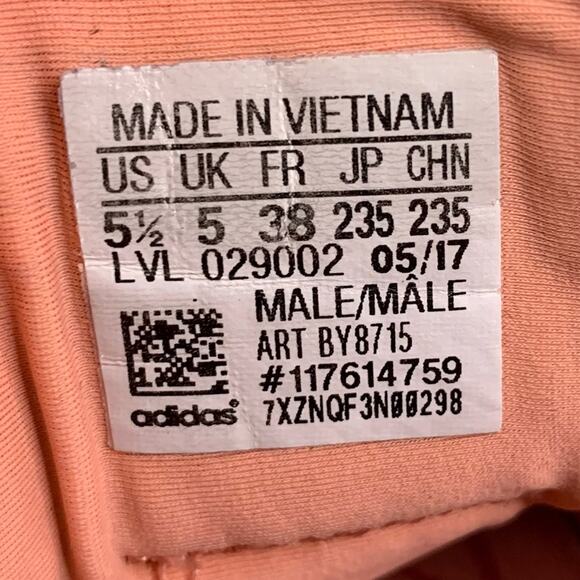 MADE IN VIETNAM
US UK FR JP CHN
5½ 5 38 235 235
LVL 029002 05/17
MALE/MÂLE
ART BY8715
#117614759
adidas® 7XZNQF3N00298